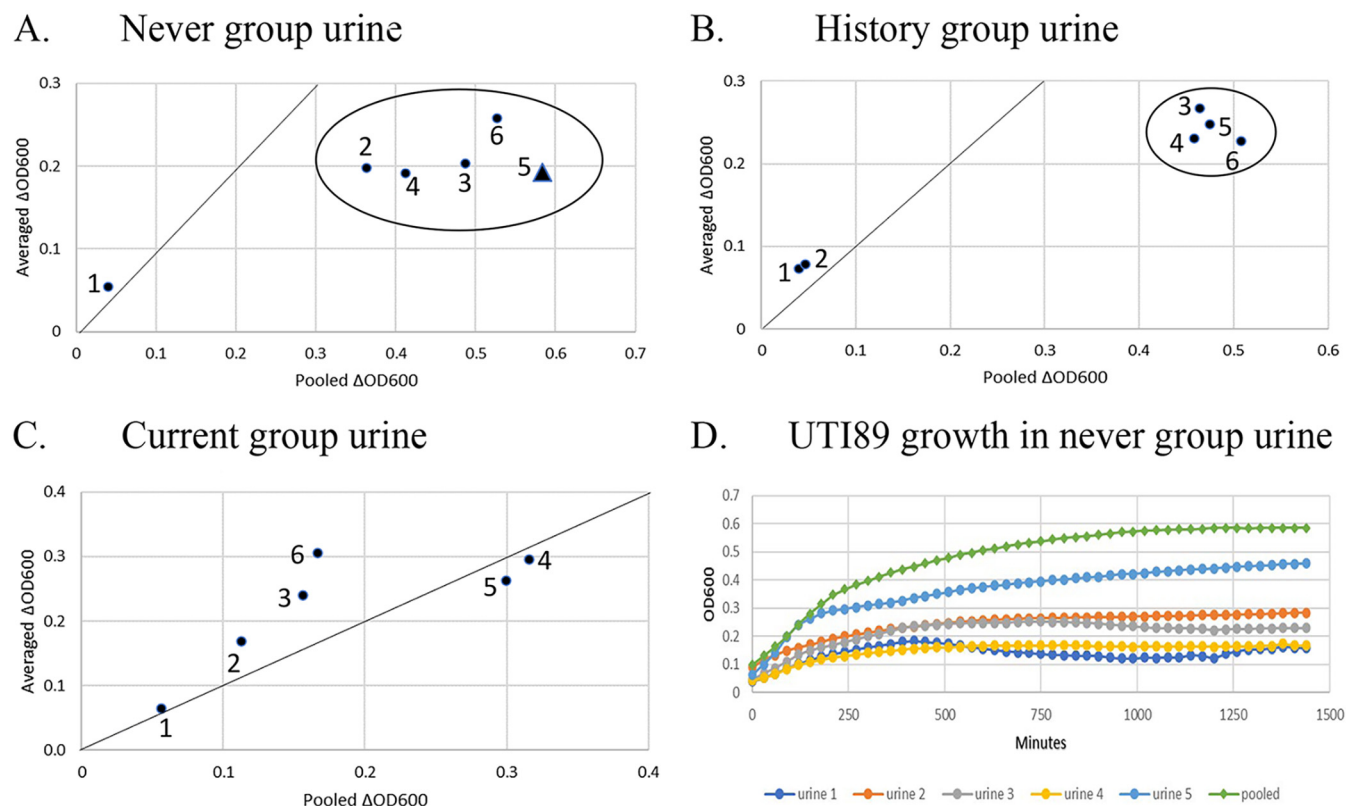 A. Never group urine
B. History group urine
Averaged ΔOD600
0.3
0.2
0.1
0
0 0.1 0.2 0.3 0.4 0.5 0.6 0.7
Pooled ΔOD600
1
2
4
3
6
5
Averaged ΔOD600
0.3
0.2
0.1
0
0 0.1 0.2 0.3 0.4 0.5 0.6
Pooled ΔOD600
1 2
3
5
4
6
C. Current group urine
D. UTI89 growth in never group urine
Averaged ΔOD600
0.4
0.3
0.2
0.1
0.0
0 0.1 0.2 0.3 0.4
Pooled ΔOD600
6
3
2
1
4
5
OD600
0.7
0.6
0.5
0.4
0.3
0.2
0.1
0
0 250 500 750 1000 1250 1500
Minutes
urine 1 urine 2 urine 3 urine 4 urine 5 pooled